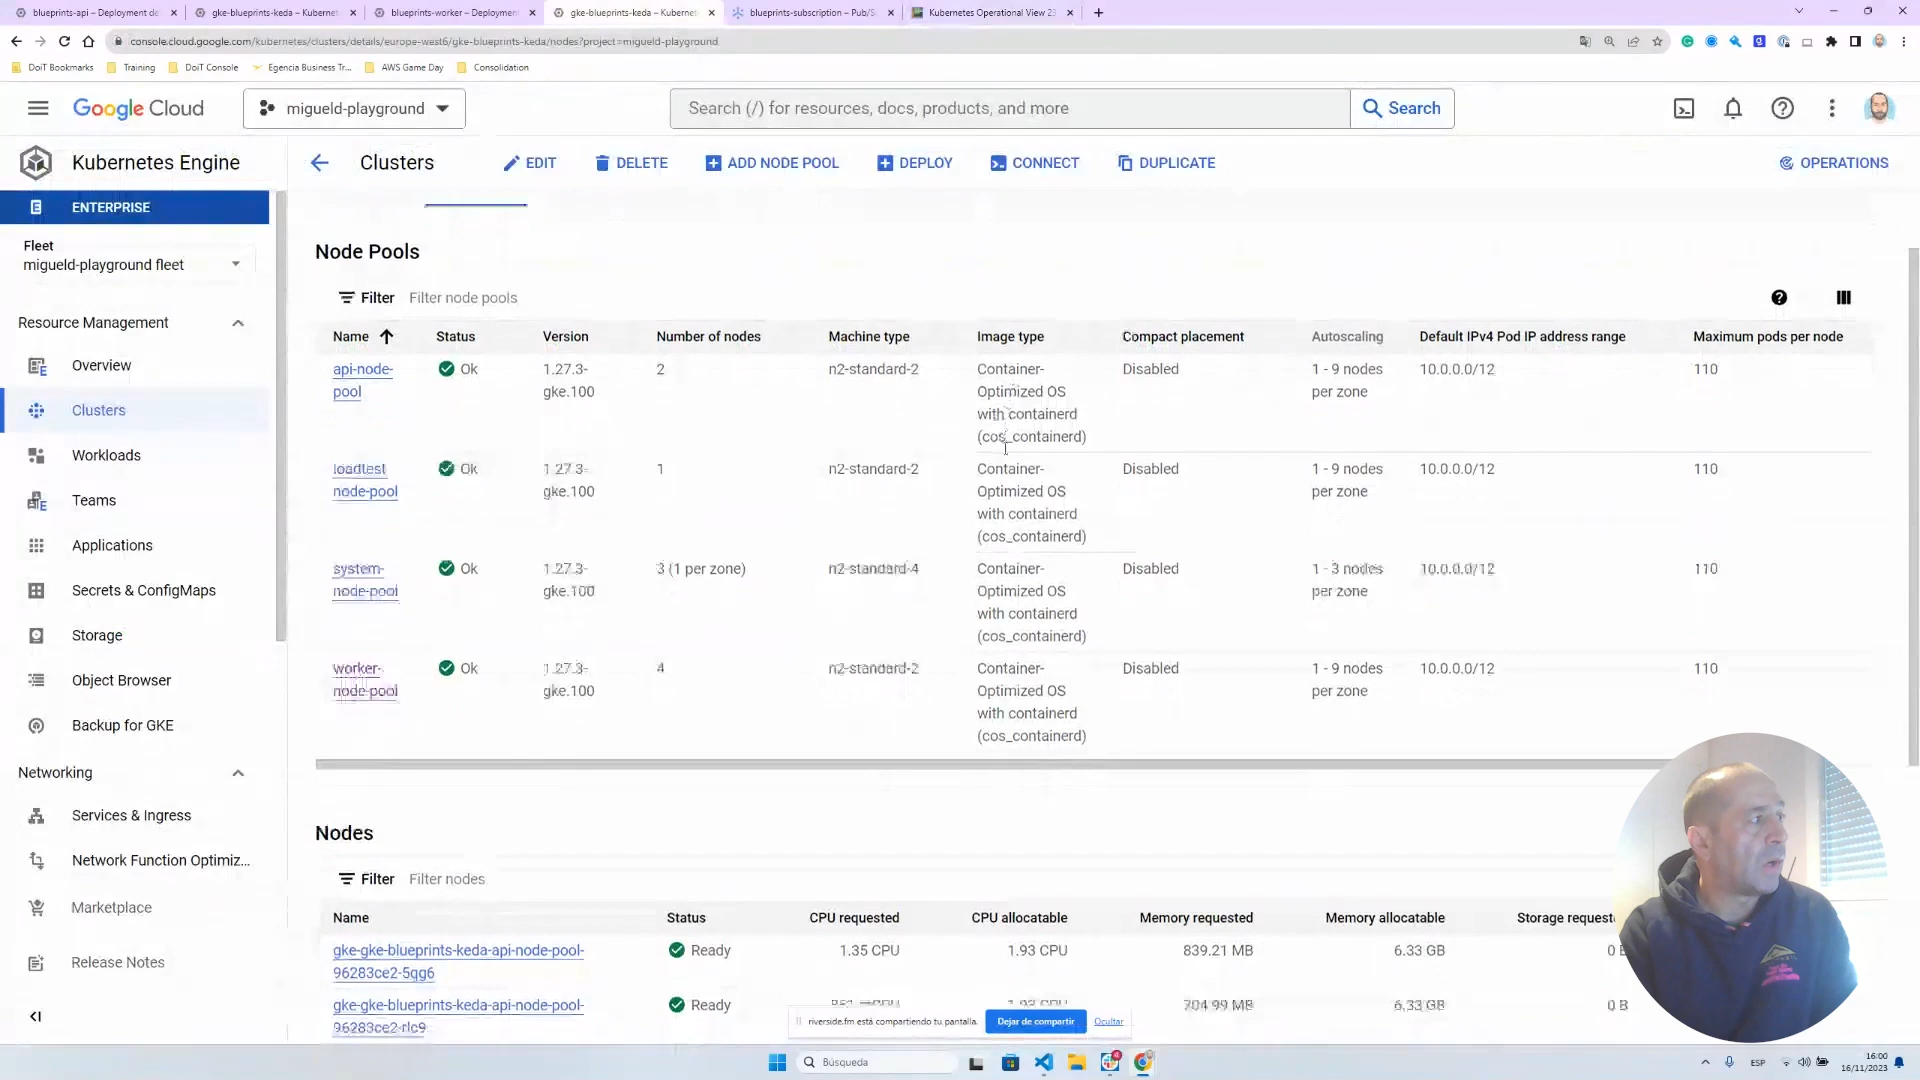 blueprints-api – Deployment de
gke-blueprints-keda – Kubernet
blueprints-worker – Deployment
gke-blueprints-keda – Kubernet
blueprints-subscription – Pub/S
Kubernetes Operational View 23
console.cloud.google.com/kubernetes/clusters/details/europe-west6/gke-blueprints-keda/nodes?project=migueld-playground
DoiT Bookmarks
Training
DoiT Console
Egencia Business Tr...
AWS Game Day
Consolidation
Google Cloud
migueld-playground
Search (/) for resources, docs, products, and more
Search
Kubernetes Engine
Clusters
EDIT
DELETE
ADD NODE POOL
DEPLOY
CONNECT
DUPLICATE
OPERATIONS
ENTERPRISE
Fleet
migueld-playground fleet
Resource Management
Overview
Clusters
Workloads
Teams
Applications
Secrets & ConfigMaps
Storage
Object Browser
Backup for GKE
Networking
Services & Ingress
Network Function Optimiz...
Marketplace
Release Notes
Node Pools
Filter Filter node pools
Name Status Version Number of nodes Machine type Image type Compact placement Autoscaling Default IPv4 Pod IP address range Maximum pods per node
api-node- Ok 1.27.3- 2 n2-standard-2 Container- Disabled 1 - 9 nodes 10.0.0.0/12 110
pool gke.100 Optimized OS per zone
with containerd
(cos_containerd)
loadtest Ok 1.27.3- 1 n2-standard-2 Container- Disabled 1 - 9 nodes 10.0.0.0/12 110
node-pool gke.100 Optimized OS per zone
with containerd
(cos_containerd)
system- Ok 1.27.3- 3 (1 per zone) n2-standard-4 Container- Disabled 1 - 3 nodes 10.0.0.0/12 110
node-pool gke.100 Optimized OS per zone
with containerd
(cos_containerd)
worker- Ok 1.27.3- 4 n2-standard-2 Container- Disabled 1 - 9 nodes 10.0.0.0/12 110
node-pool gke.100 Optimized OS per zone
with containerd
(cos_containerd)
Nodes
Filter Filter nodes
Name Status CPU requested CPU allocatable Memory requested Memory allocatable Storage request
gke-gke-blueprints-keda-api-node-pool- Ready 1.35 CPU 1.93 CPU 839.21 MB 6.33 GB 0 B
96283ce2-5qg6
gke-gke-blueprints-keda-api-node-pool- Ready 1.93 CPU 704.99 MB 6.33 GB 0 B
96283ce2-rlc9
riverside.fm está compartiendo tu pantalla.
Dejar de compartir
Ocultar
Búsqueda
ESP
16:00
16/11/2023